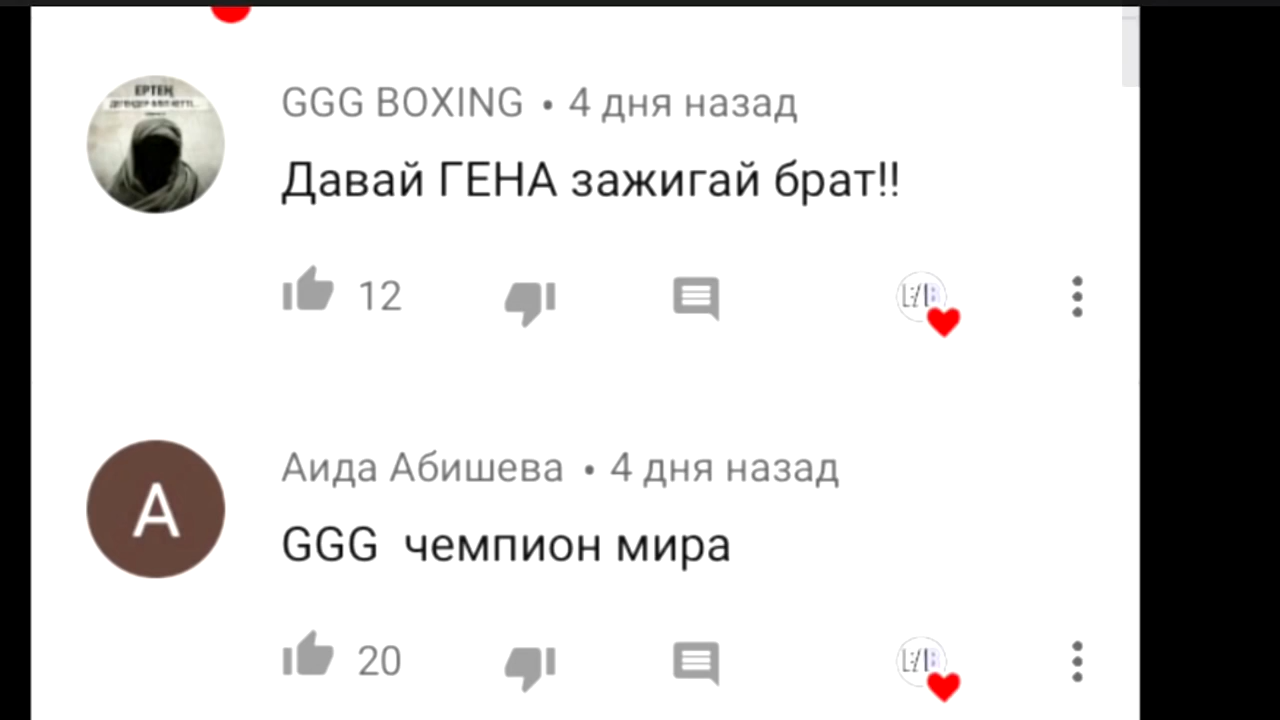 ЕРТЕҢ
GGG BOXING • 4 дня назад
Давай ГЕНА зажигай брат!!
12
А
Аида Абишева • 4 дня назад
GGG чемпион мира
20